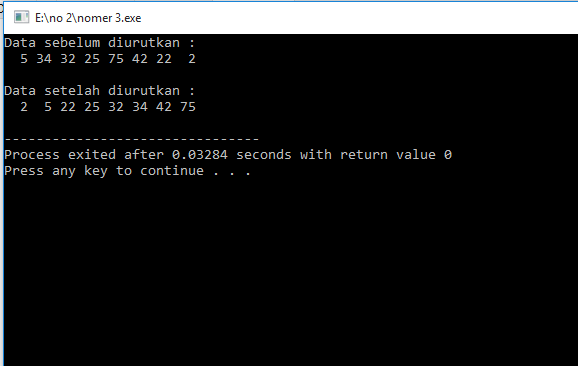 E:\no 2\nomer 3.exe
Data sebelum diurutkan :
  5 34 32 25 75 42 22  2
Data setelah diurutkan :
  2  5 22 25 32 34 42 75
--------------------------------
Process exited after 0.03284 seconds with return value 0
Press any key to continue . . .